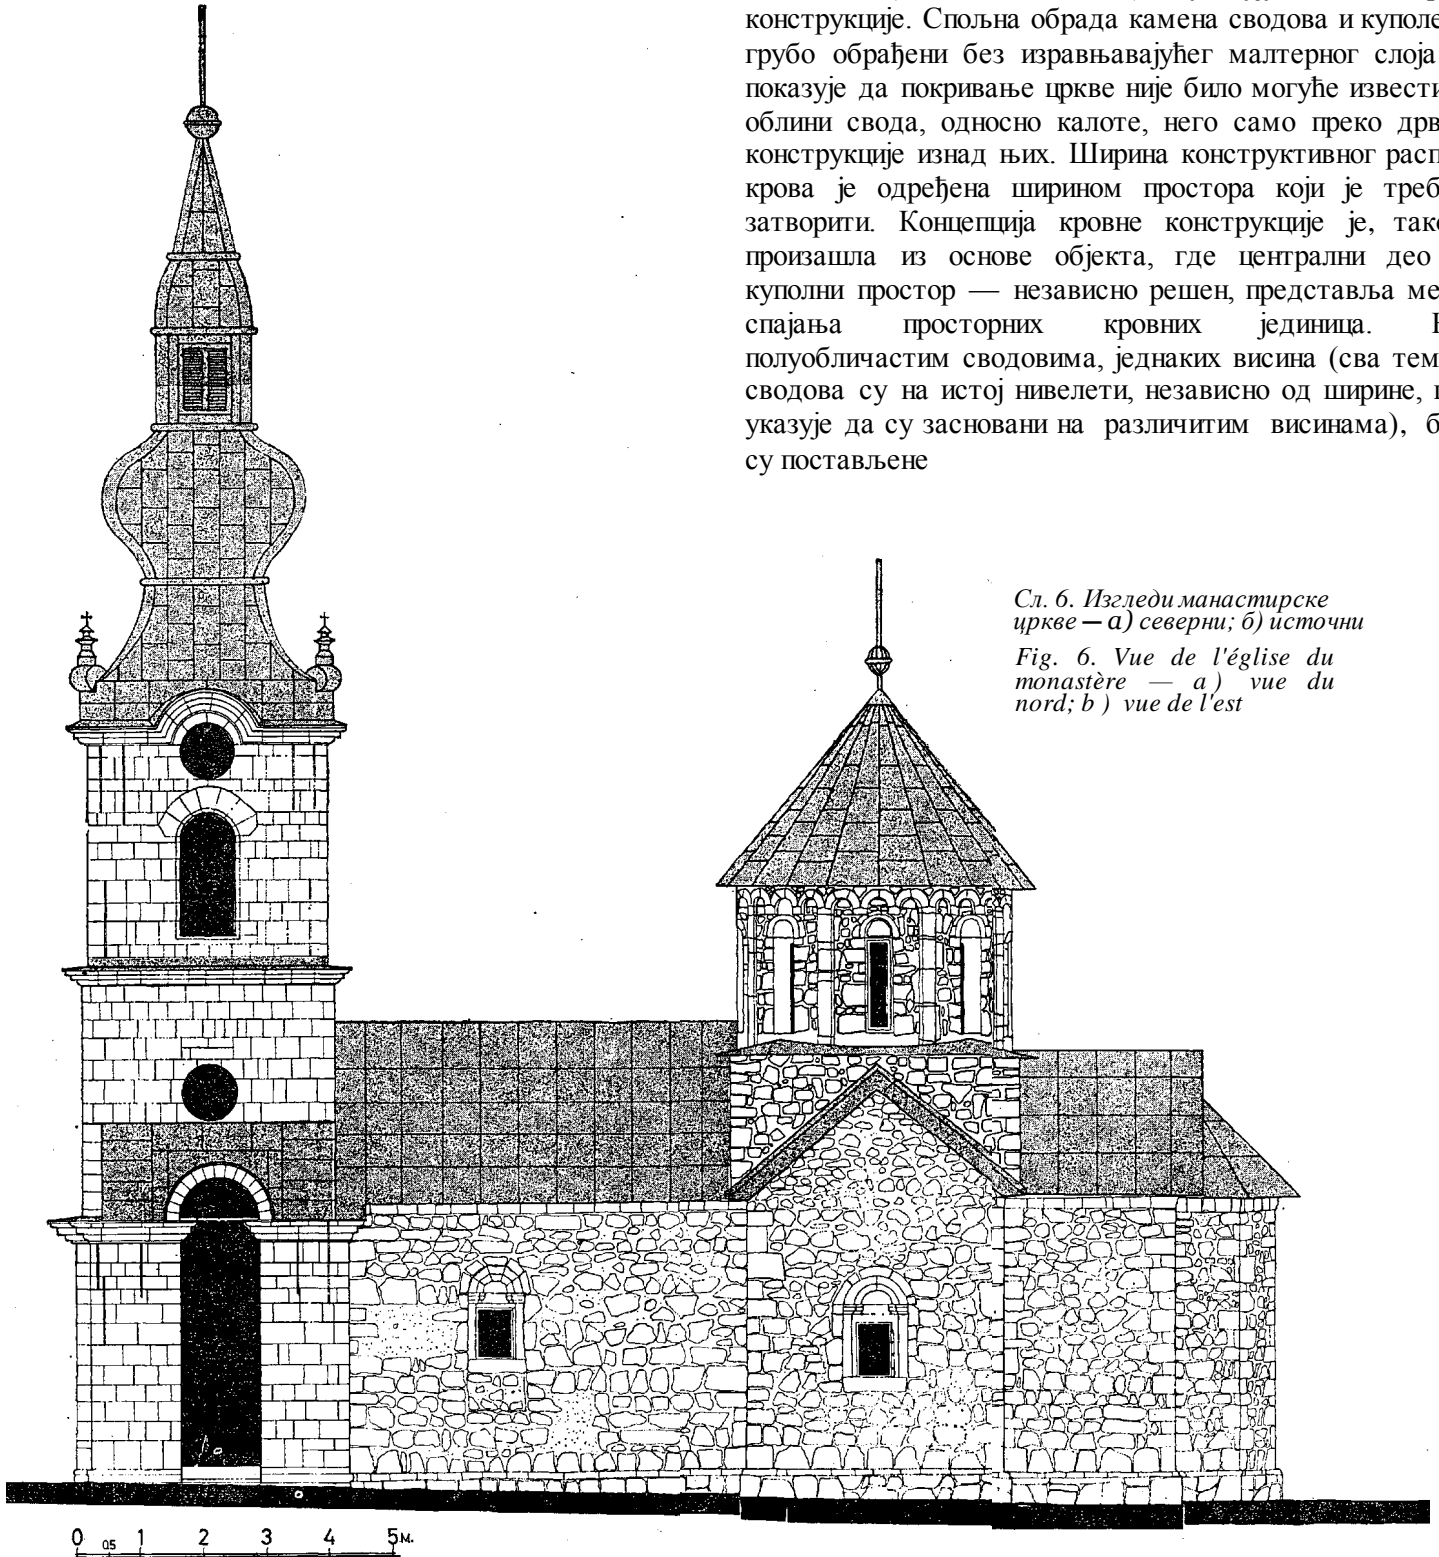 конструкције. Спољна обрада камена сводова и куполе
грубо обрађени без изравњавајућег малтерног слоја
показује да покривање цркве није било могуће извести
облини свода, односно калоте, него само преко дрв
конструкције изнад њих. Ширина конструктивног расп
крова је одређена ширином простора који је треб
затворити. Концепција кровне конструкције је, тако
произашла из основе објекта, где централни део
куполни простор — независно решен, представља ме
спајања просторних кровних јединица.
полуобличастим сводовима, једнаких висина (сва тем
сводова су на истој нивелети, независно од ширине,
указује да су засновани на различитим висинама), б
су постављене
Сл. 6. Изгледи манастирске
цркве — а) северни; б) источни
Fig. 6. Vue de l'église du
monastère — a ) vue du
nord; b ) vue de l'est
0 05 1 2 3 4 5м.